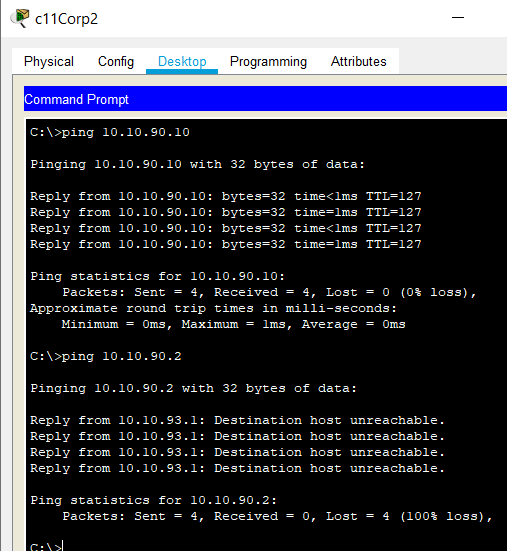 c11Corp2
Physical Config Desktop Programming Attributes
Command Prompt
C:\>ping 10.10.90.10
Pinging 10.10.90.10 with 32 bytes of data:
Reply from 10.10.90.10: bytes=32 time<1ms TTL=127
Reply from 10.10.90.10: bytes=32 time=1ms TTL=127
Reply from 10.10.90.10: bytes=32 time<1ms TTL=127
Reply from 10.10.90.10: bytes=32 time=1ms TTL=127
Ping statistics for 10.10.90.10:
Packets: Sent = 4, Received = 4, Lost = 0 (0% loss),
Approximate round trip times in milli-seconds:
Minimum = 0ms, Maximum = 1ms, Average = 0ms
C:\>ping 10.10.90.2
Pinging 10.10.90.2 with 32 bytes of data:
Reply from 10.10.93.1: Destination host unreachable.
Reply from 10.10.93.1: Destination host unreachable.
Reply from 10.10.93.1: Destination host unreachable.
Reply from 10.10.93.1: Destination host unreachable.
Ping statistics for 10.10.90.2:
Packets: Sent = 4, Received = 0, Lost = 4 (100% loss),
C:\>